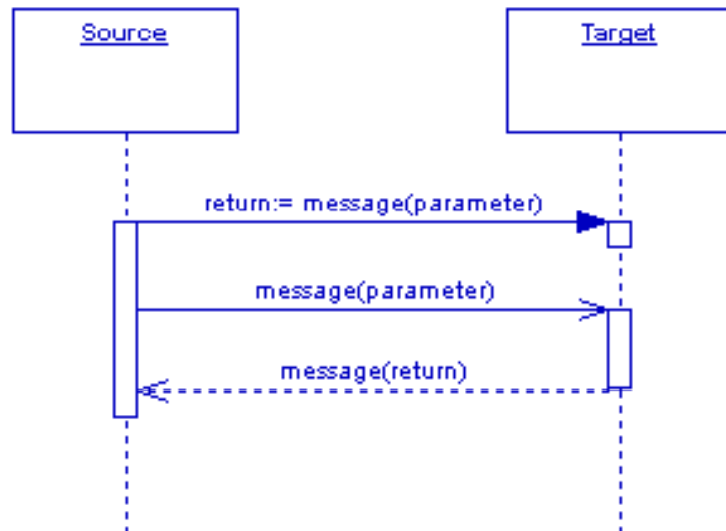 Source
Target
return:= message(parameter)
message(parameter)
message(return)